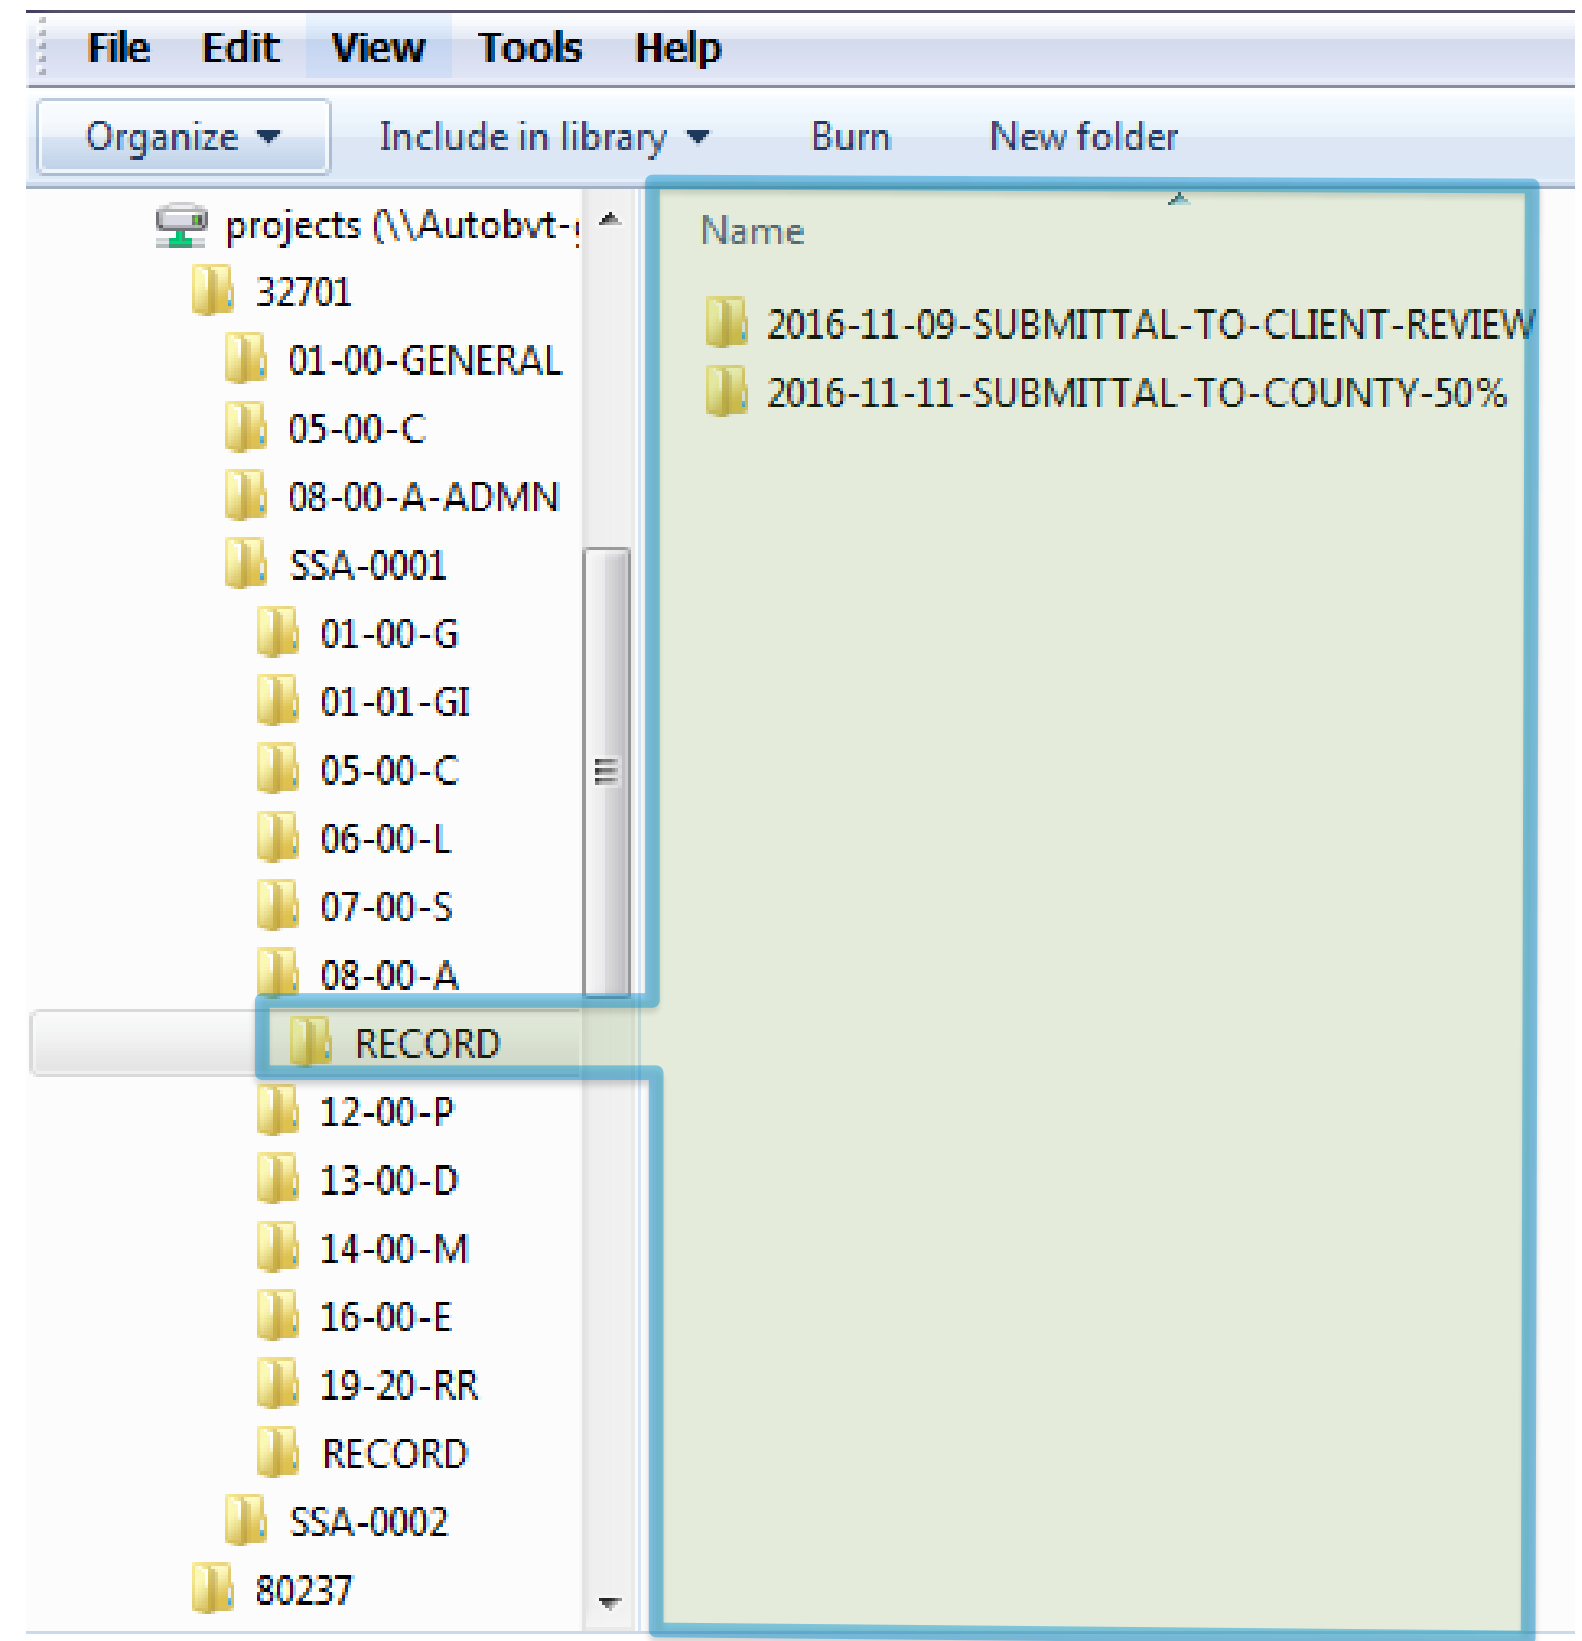 File Edit View Tools Help
Organize Include in library Burn New folder
projects (\\Autobvt-
32701
01-00-GENERAL
05-00-C
08-00-A-ADMN
SSA-0001
01-00-G
01-01-GI
05-00-C
06-00-L
07-00-S
08-00-A
RECORD
12-00-P
13-00-D
14-00-M
16-00-E
19-20-RR
RECORD
SSA-0002
80237
Name
2016-11-09-SUBMITTAL-TO-CLIENT-REVIEW
2016-11-11-SUBMITTAL-TO-COUNTY-50%